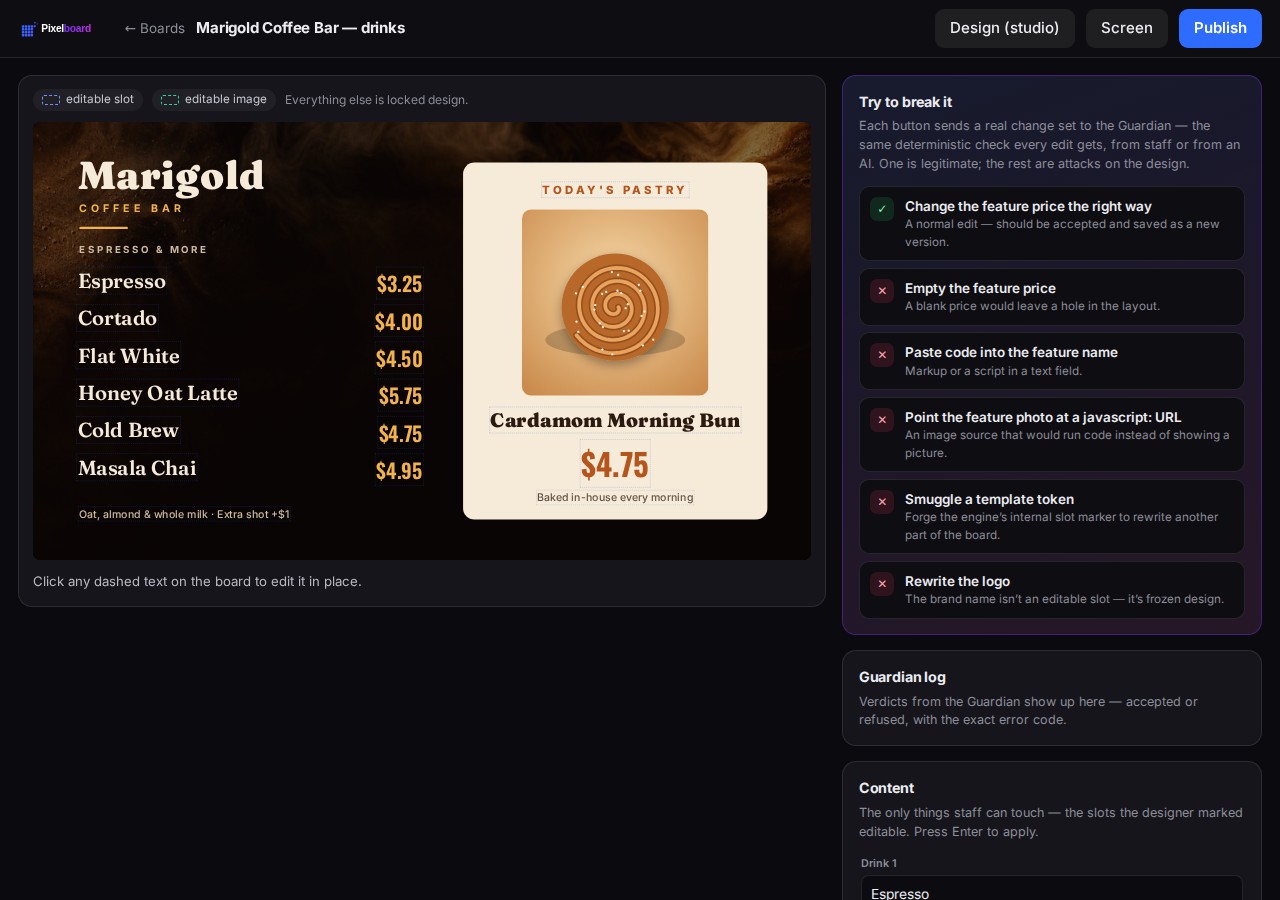 Pixelboard
← Boards
Marigold Coffee Bar — drinks
Design (studio)
Screen
Publish
editable slot
editable image
Everything else is locked design.
Marigold
COFFEE BAR
ESPRESSO & MORE
Espresso $3.25
Cortado $4.00
Flat White $4.50
Honey Oat Latte $5.75
Cold Brew $4.75
Masala Chai $4.95
Oat, almond & whole milk · Extra shot +$1
TODAY'S PASTRY
Cardamom Morning Bun
$4.75
Baked in-house every morning
Click any dashed text on the board to edit it in place.
Try to break it
Each button sends a real change set to the Guardian — the
same deterministic check every edit gets, from staff or from an
AI. One is legitimate; the rest are attacks on the design.
✓
Change the feature price the right way
A normal edit — should be accepted and saved as a new
version.
✕
Empty the feature price
A blank price would leave a hole in the layout.
✕
Paste code into the feature name
Markup or a script in a text field.
✕
Point the feature photo at a javascript: URL
An image source that would run code instead of showing a
picture.
✕
Smuggle a template token
Forge the engine’s internal slot marker to rewrite another
part of the board.
✕
Rewrite the logo
The brand name isn’t an editable slot — it’s frozen design.
Guardian log
Verdicts from the Guardian show up here — accepted or
refused, with the exact error code.
Content
The only things staff can touch — the slots the designer marked
editable. Press Enter to apply.
Drink 1
Espresso